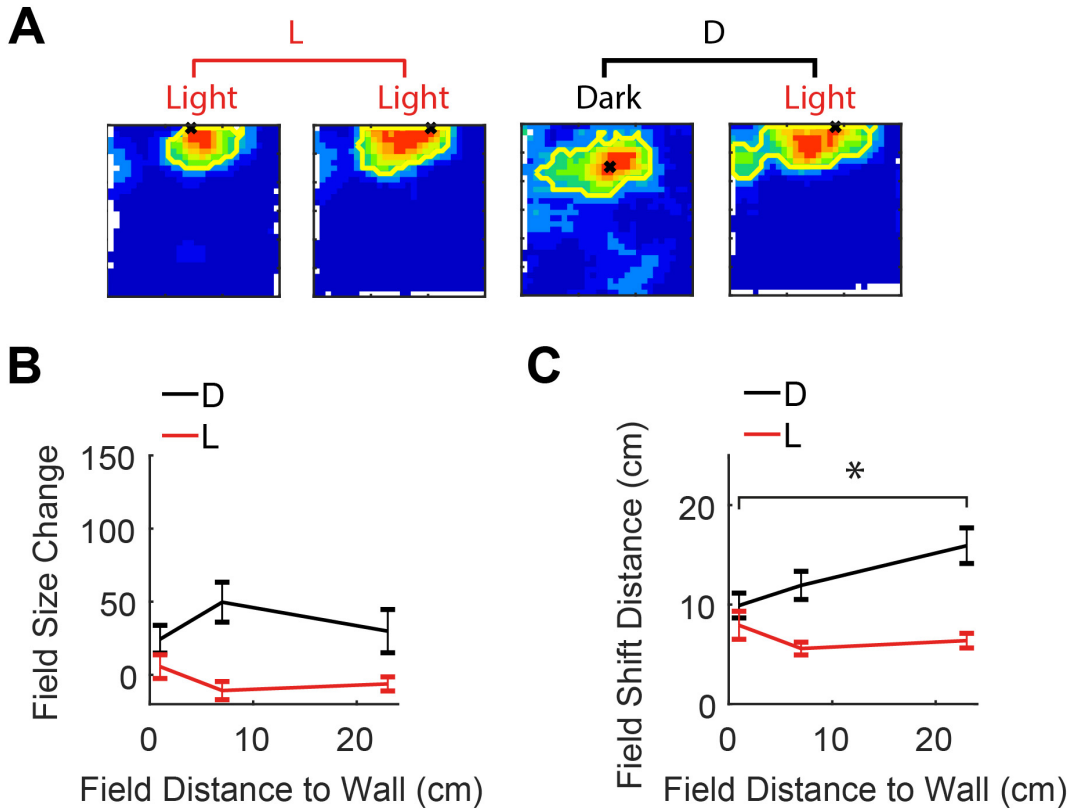 A
L
D
Light
Light
Dark
Light
B
D
L
Field Size Change
150
100
50
0
0
10
20
Field Distance to Wall (cm)
C
D
L
Field Shift Distance (cm)
*
20
10
0
0
10
20
Field Distance to Wall (cm)